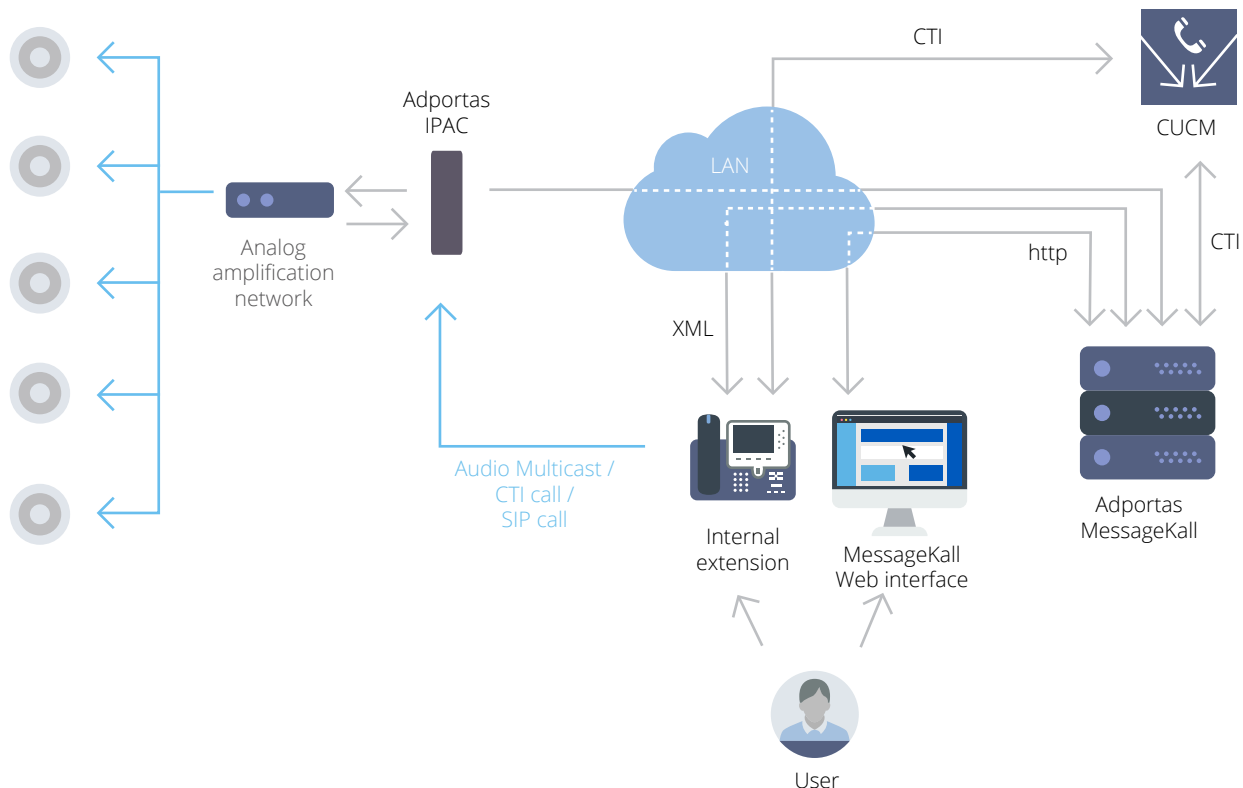 CTI
Adportas
IPAC
CUCM
LAN
Analog
amplification
network
http
CTI
XML
Audio Multicast /
CTI call /
SIP call
Internal
extension
MessageKall
Web interface
Adportas
MessageKall
User